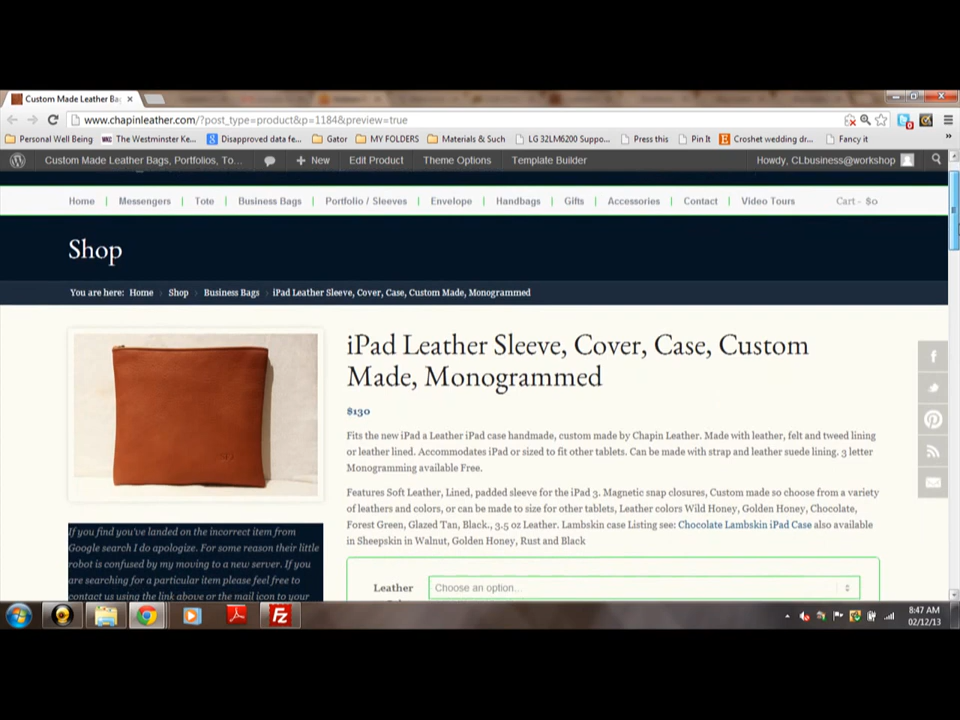 Custom Made Leather Ba
www.chapinleather.com/?post_type=product&p=1184&preview=true
Personal Well Being The Westminster Ke... Disapproved data fe... Gator MY FOLDERS Materials & Such LG 32LM6200 Suppo... Press this Pin It Croshet wedding dr... Fancy it
Custom Made Leather Bags, Portfolios, To... New Edit Product Theme Options Template Builder Howdy, CLbusiness@workshop
Home Messengers Tote Business Bags Portfolio / Sleeves Envelope Handbags Gifts Accessories Contact Video Tours Cart - $0
Shop
You are here: Home Shop Business Bags iPad Leather Sleeve, Cover, Case, Custom Made, Monogrammed
iPad Leather Sleeve, Cover, Case, Custom
Made, Monogrammed
$130
Fits the new iPad a Leather iPad case handmade, custom made by Chapin Leather. Made with leather, felt and tweed lining
or leather lined. Accommodates iPad or sized to fit other tablets. Can be made with strap and leather suede lining. 3 letter
Monogramming available Free.
Features Soft Leather, Lined, padded sleeve for the iPad 3. Magnetic snap closures, Custom made so choose from a variety
of leathers and colors, or can be made to size for other tablets, Leather colors Wild Honey, Golden Honey, Chocolate,
Forest Green, Glazed Tan, Black., 3.5 oz Leather. Lambskin case Listing see: Chocolate Lambskin iPad Case also available
in Sheepskin in Walnut, Golden Honey, Rust and Black
If you find you've landed on the incorrect item from
Google search I do apologize. For some reason their little
robot is confused by my moving to a new server. If you
are searching for a particular item please feel free to
contact us using the link above or the mail icon to your
Leather Choose an option...
8:47 AM
02/12/13